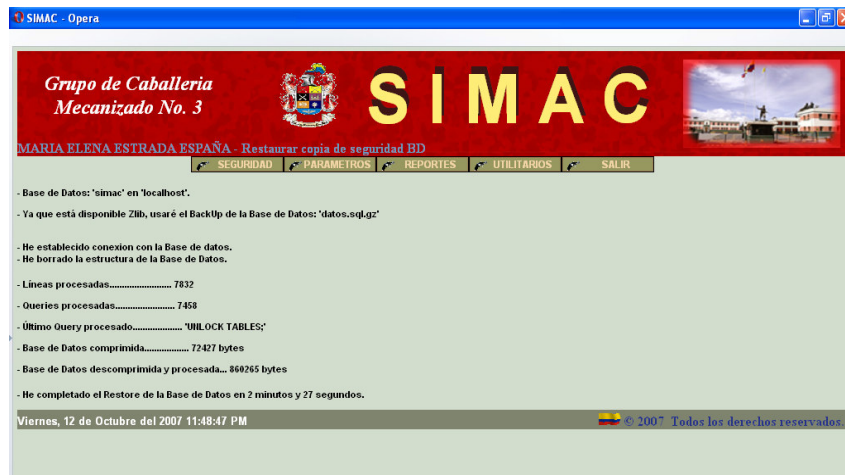 SIMAC - Opera
Grupo de Caballeria
Mecanizado No. 3
SIMAC
MARIA ELENA ESTRADA ESPAÑA - Restaurar copia de seguridad BD
SEGURIDAD PARAMETROS REPORTES UTILITARIOS SALIR
- Base de Datos: 'simac' en 'localhost'.
- Ya que está disponible Zlib, usaré el BackUp de la Base de Datos: 'datos.sql.gz'
- He establecido conexion con la Base de datos.
- He borrado la estructura de la Base de Datos.
- Líneas procesadas......................... 7832
- Queries procesadas........................ 7458
- Último Query procesado.................... 'UNLOCK TABLES;'
- Base de Datos comprimida.................. 72427 bytes
- Base de Datos descomprimida y procesada... 860265 bytes
- He completado el Restore de la Base de Datos en 2 minutos y 27 segundos.
Viernes, 12 de Octubre del 2007 11:48:47 PM
© 2007 Todos los derechos reservados.